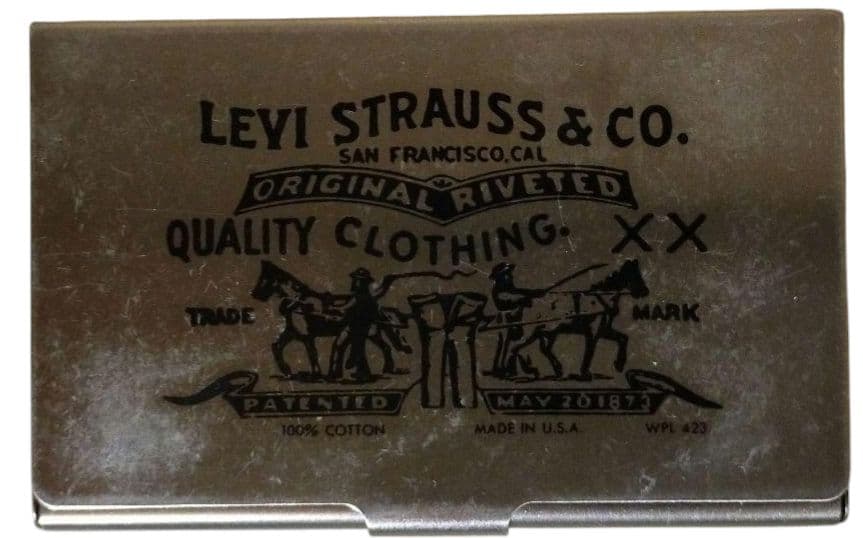 LEVI STRAUSS & CO.
SAN FRANCISCO, CAL
ORIGINAL RIVETED
QUALITY CLOTHING. XX
TRADE MARK
PATENTED MAY 20 1873
100% COTTON MADE IN U.S.A WPL 423